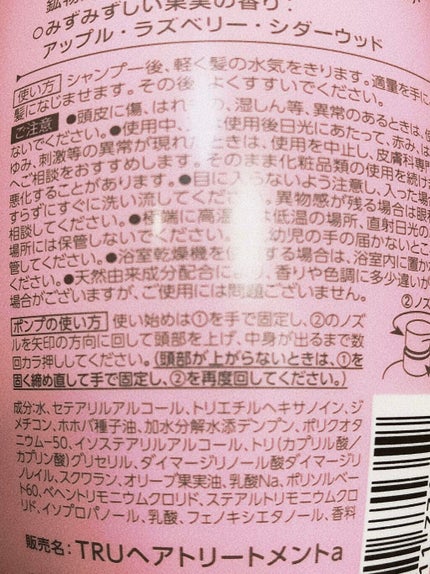 鉱物
○みずみずしい果実の香り:
アップル・ラズベリー・シダーウッド
使い方 シャンプー後、軽く髪の水気をきります。適量を手に
髪になじませます。その後、よくすすいでください。
ご注意 ●頭皮に傷、はれ、湿しん等、異常のあるときは、使
ないでください。●使用中、使用後日光にあたって、赤み、は
ゆみ、刺激等の異常が現れたときは、使用を中止し、皮膚科専門
へご相談をおすすめします。そのまま化粧品類の使用を続け
悪化することがあります。●目に入らないよう注意し、入った場合
すらずにすぐに洗い流してください。異物感が残る場合は眼科
相談してください。●極端に高温は低温の場所、直射日光の
場所には保管しないでください。幼児の手の届かないとこ
管してください。●浴室乾燥機を使用する場合は、浴室内に置か
ください。●天然由来成分配合により、香りや色調に多少違い
場合がございますが、ご使用には問題ございません。
②ノズ
ポンプの使い方 使い始めは①を手で固定し、②のノズ
ルを矢印の方向に回して頭部を上げ、中身が出るまで数
回カラ押ししてください。(頭部が上がらないときは、①を
固く締め直して手で固定し、②を再度回してください。)
成分:水、セテアリルアルコール、トリエチルヘキサノイン、ジ
メチコン、ホホバ種子油、加水分解水添デンプン、ポリクオタ
ニウム-50、イソステアリルアルコール、トリ(カプリル酸/
カプリン酸)グリセリル、ダイマージリノール酸ダイマージリ
ノレイル、スクワラン、オリーブ果実油、乳酸Na、ポリソルベ
ート60、ベヘントリモニウムクロリド、ステアルトリモニウムクロ
リド、イソプロパノール、乳酸、フェノキシエタノール、香料
販売名:TRUヘアトリートメントa